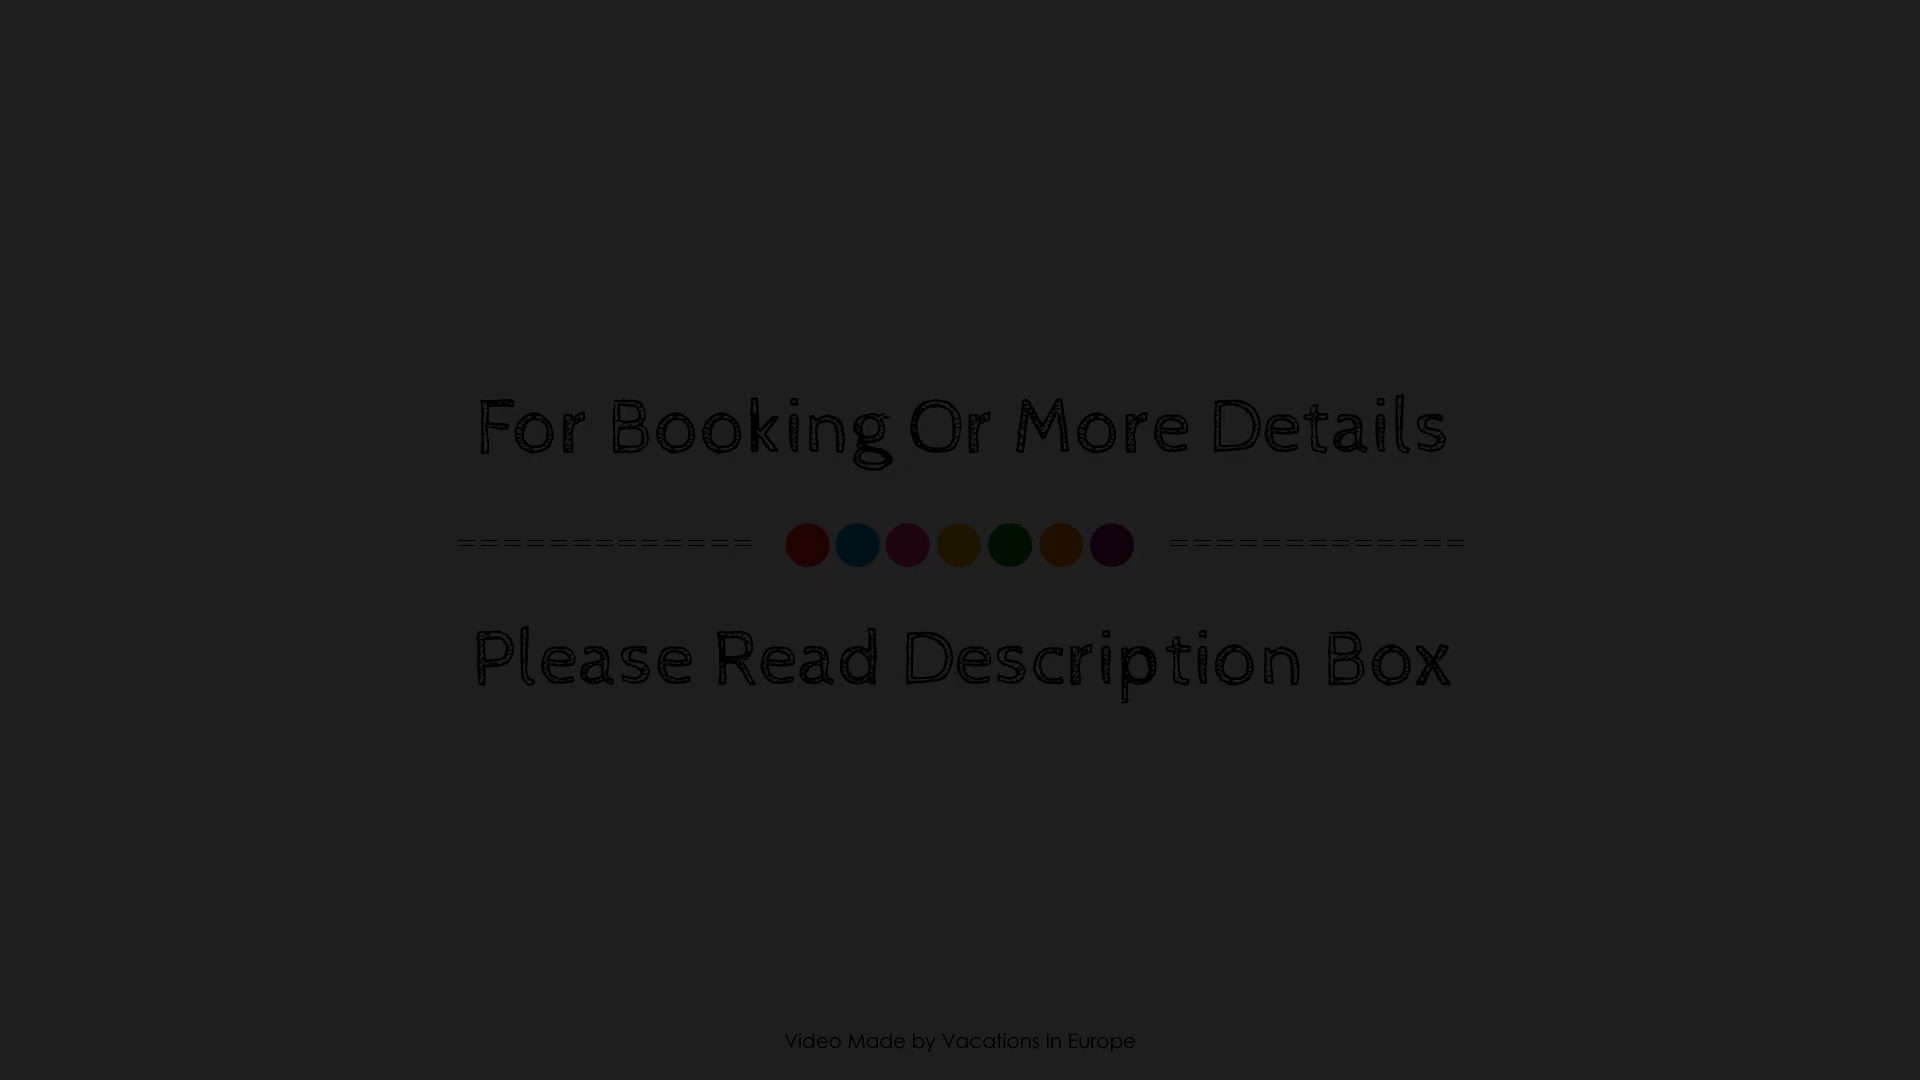 For Booking Or More Details
============= =============
Please Read Description Box
Video Made by Vacations In Europe